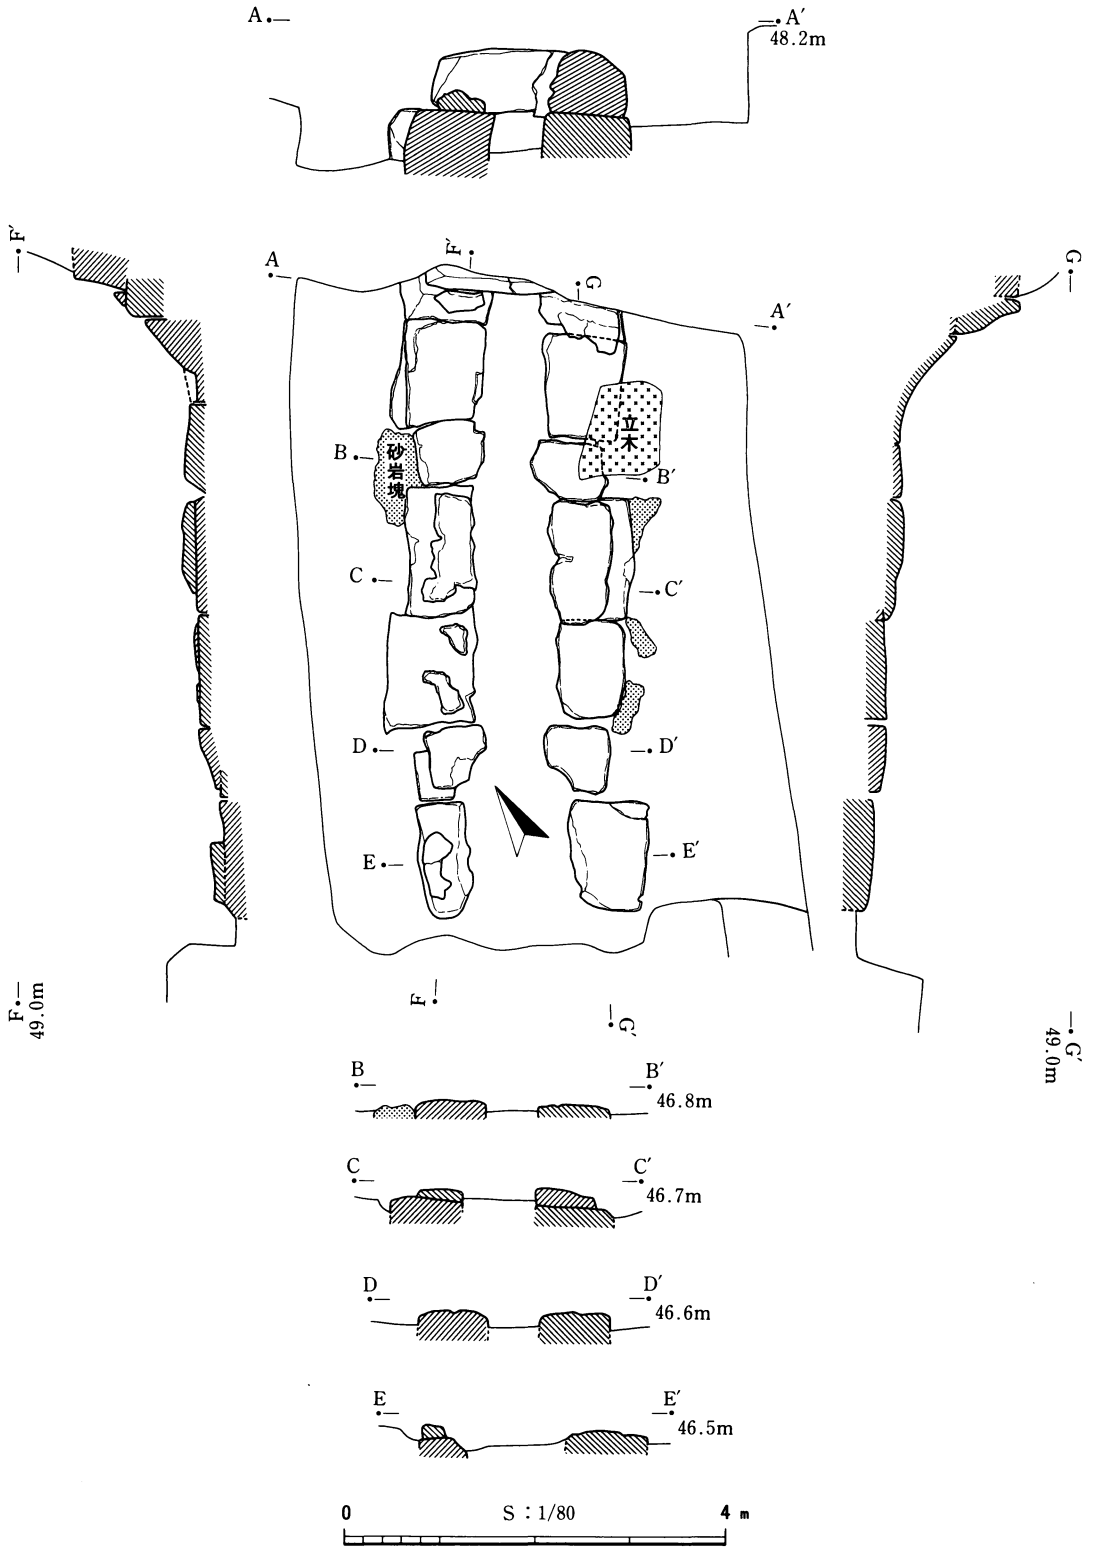 A
A′
48.2m
F′
F′
A
G
G
A′
立木
B
砂岩塊
B′
C
C′
D
D′
E
E′
F
49.0m
F
G′
G′
49.0m
B
B′
46.8m
C
C′
46.7m
D
D′
46.6m
E
E′
46.5m
0
S：1/80
4 m